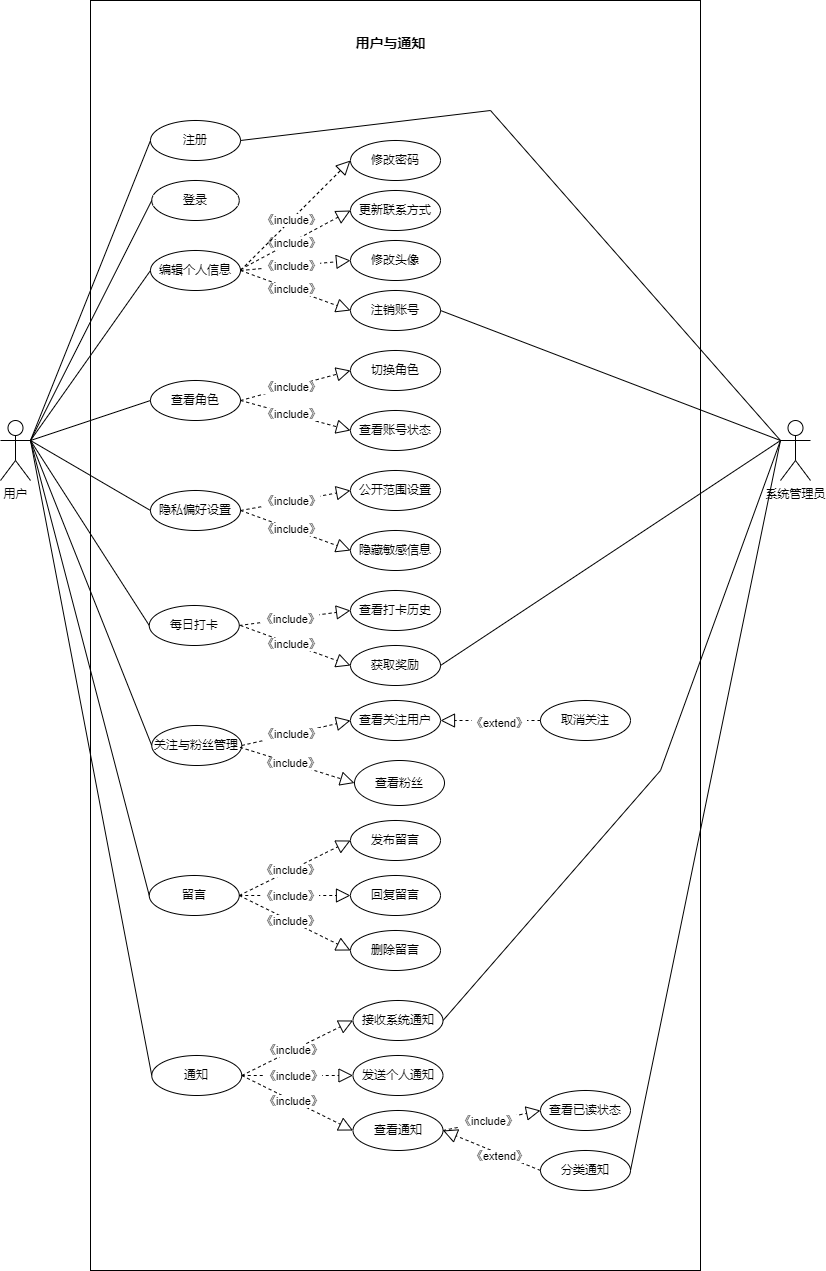 用户与通知
注册
修改密码
登录
《include》
更新联系方式
《include》
编辑个人信息
《include》
修改头像
《include》
注销账号
切换角色
《include》
查看角色
《include》
查看账号状态
用户
系统管理员
公开范围设置
《include》
隐私偏好设置
《include》
隐藏敏感信息
查看打卡历史
《include》
每日打卡
《include》
获取奖励
查看关注用户
《extend》
取消关注
《include》
关注与粉丝管理
《include》
查看粉丝
发布留言
《include》
留言
《include》
回复留言
《include》
删除留言
接收系统通知
《include》
通知
《include》
发送个人通知
《include》
查看通知
《include》
查看已读状态
《extend》
分类通知